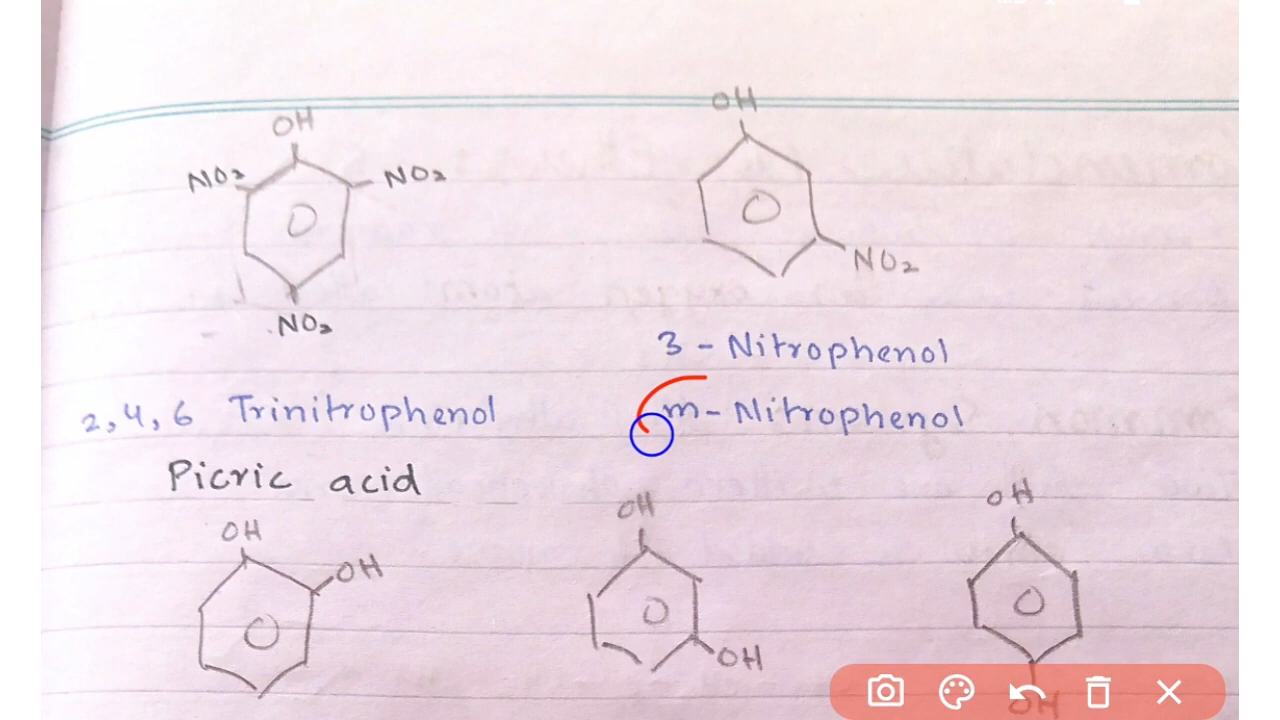 OH
NO2 NO2
NO2
2,4,6 Trinitrophenol
Picric acid
OH
NO2
3-Nitrophenol
m-Nitrophenol
OH
OH
OH
OH
OH
OH